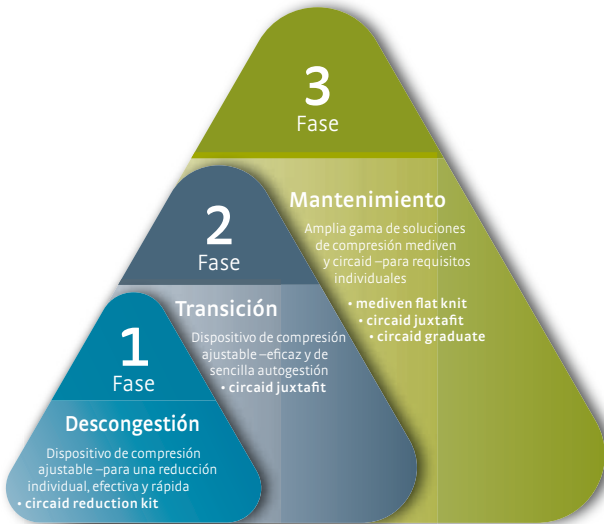 1
Fase
Descongestión
Dispositivo de compresión
ajustable –para una reducción
individual, efectiva y rápida
• circaid reduction kit
2
Fase
Transición
Dispositivo de compresión
ajustable –eficaz y de
sencilla autogestión
• circaid juxtafit
3
Fase
Mantenimiento
Amplia gama de soluciones
de compresión mediven
y circaid –para requisitos
individuales
• mediven flat knit
• circaid juxtafit
• circaid graduate